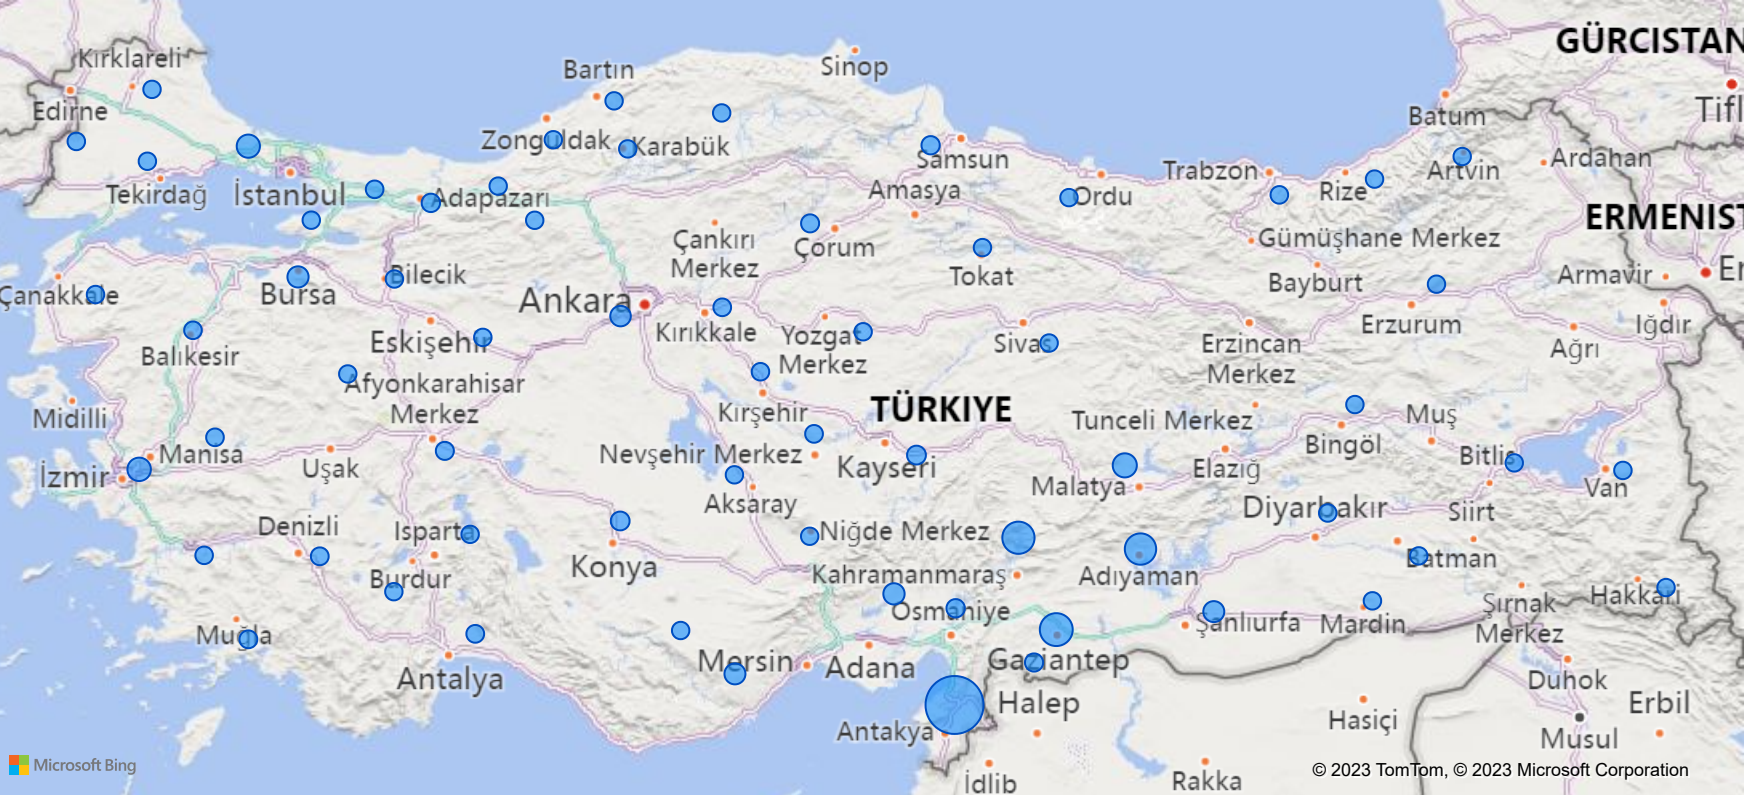 GÜRCISTAN
Kırklareli
Bartın
Sinop
Edirne
Tifl
Batum
Zonguldak
Karabük
Samsun
Ardahan
Tekirdağ
İstanbul
Adapazarı
Amasya
Ordu
Trabzon
Rize
Artvin
ERMENIST
Çankırı
Merkez
Çorum
Gümüşhane Merkez
Bilecik
Tokat
Bayburt
Armavir
Er
Çanakkale
Bursa
Ankara
Kırıkkale
Yozgat
Merkez
Sivas
Erzincan
Merkez
Erzurum
Iğdır
Balıkesir
Eskişehir
Ağrı
Afyonkarahisar
Merkez
Midilli
Kırşehir
TÜRKIYE
Tunceli Merkez
Muş
Bingöl
İzmir
Manisa
Uşak
Nevşehir Merkez
Kayseri
Malatya
Elazığ
Bitlis
Van
Aksaray
Diyarbakır
Siirt
Denizli
Isparta
Niğde Merkez
Batman
Burdur
Konya
Kahramanmaraş
Adıyaman
Hakkari
Osmaniye
Şırnak
Merkez
Muğla
Şanlıurfa
Mardin
Antalya
Mersin
Adana
Gaziantep
Duhok
Halep
Erbil
Antakya
Hasiçi
Musul
Microsoft Bing
İdlib
Rakka
© 2023 TomTom, © 2023 Microsoft Corporation